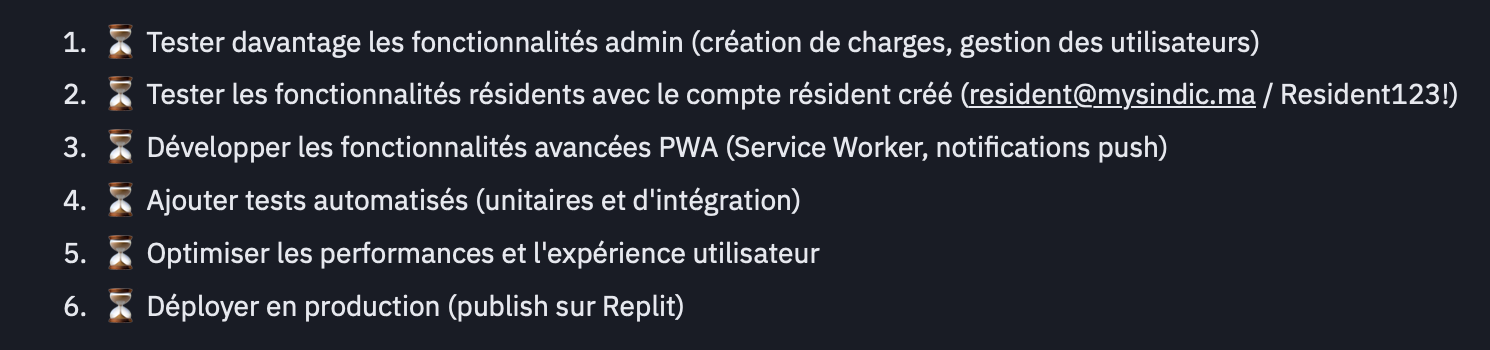 1. ⏳ Tester davantage les fonctionnalités admin (création de charges, gestion des utilisateurs)
2. ⏳ Tester les fonctionnalités résidents avec le compte résident créé (resident@mysindic.ma / Resident123!)
3. ⏳ Développer les fonctionnalités avancées PWA (Service Worker, notifications push)
4. ⏳ Ajouter tests automatisés (unitaires et d'intégration)
5. ⏳ Optimiser les performances et l'expérience utilisateur
6. ⏳ Déployer en production (publish sur Replit)